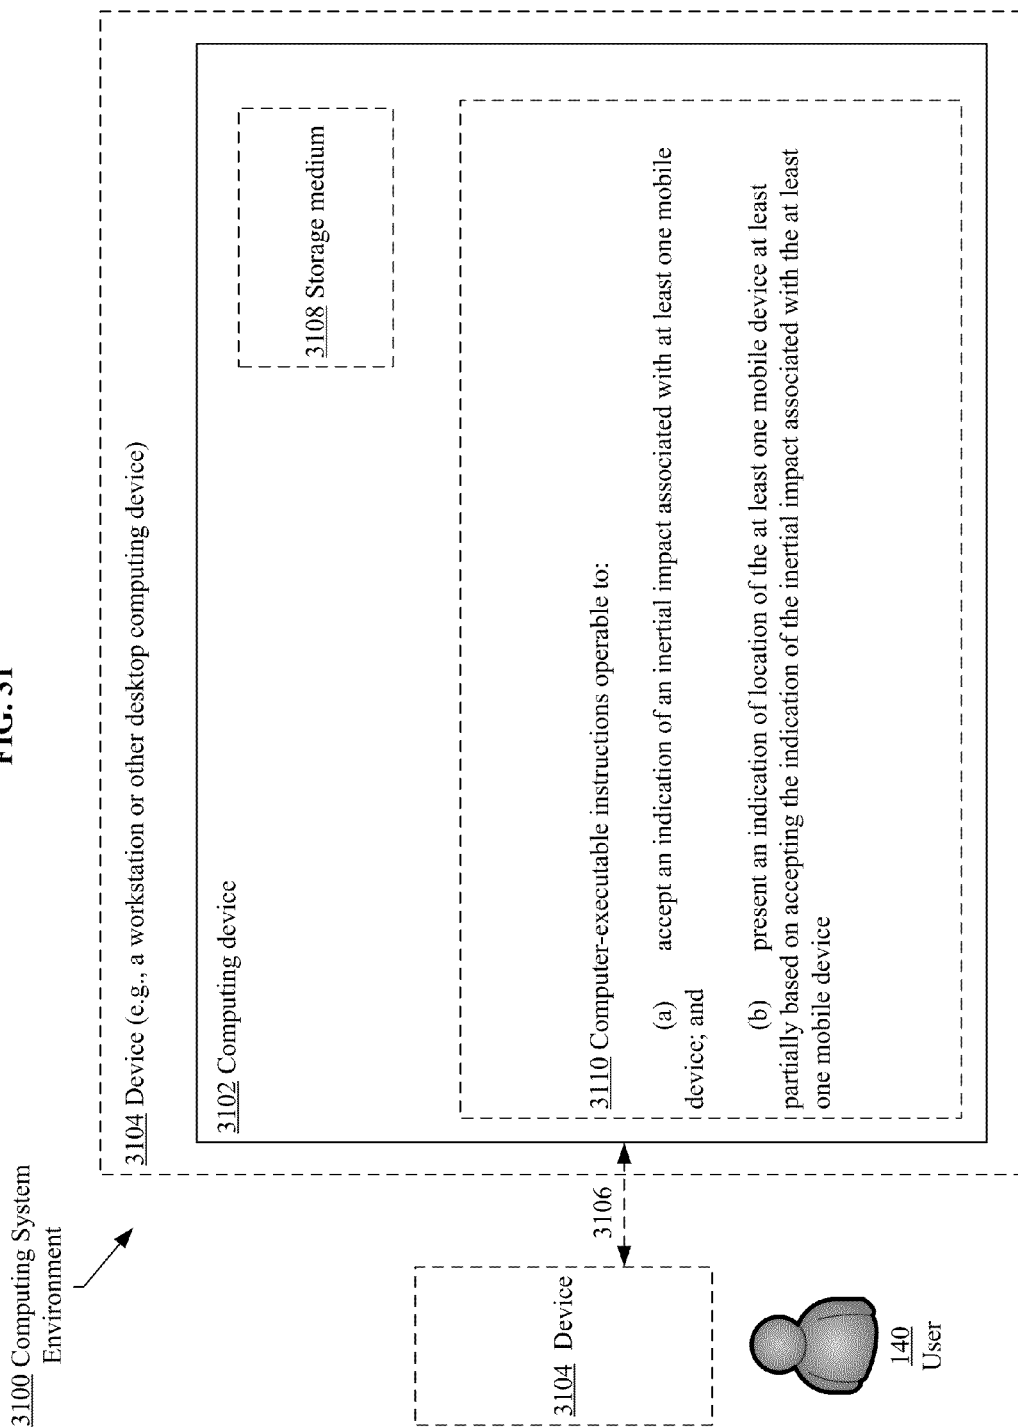 FIG. 31
3100 Computing System
Environment
3104 Device (e.g., a workstation or other desktop computing device)
3102 Computing device
3108 Storage medium
3110 Computer-executable instructions operable to:
(a) accept an indication of an inertial impact associated with at least one mobile
device; and
(b) present an indication of location of the at least one mobile device at least
partially based on accepting the indication of the inertial impact associated with the at least
one mobile device
3106
3104 Device
140
User